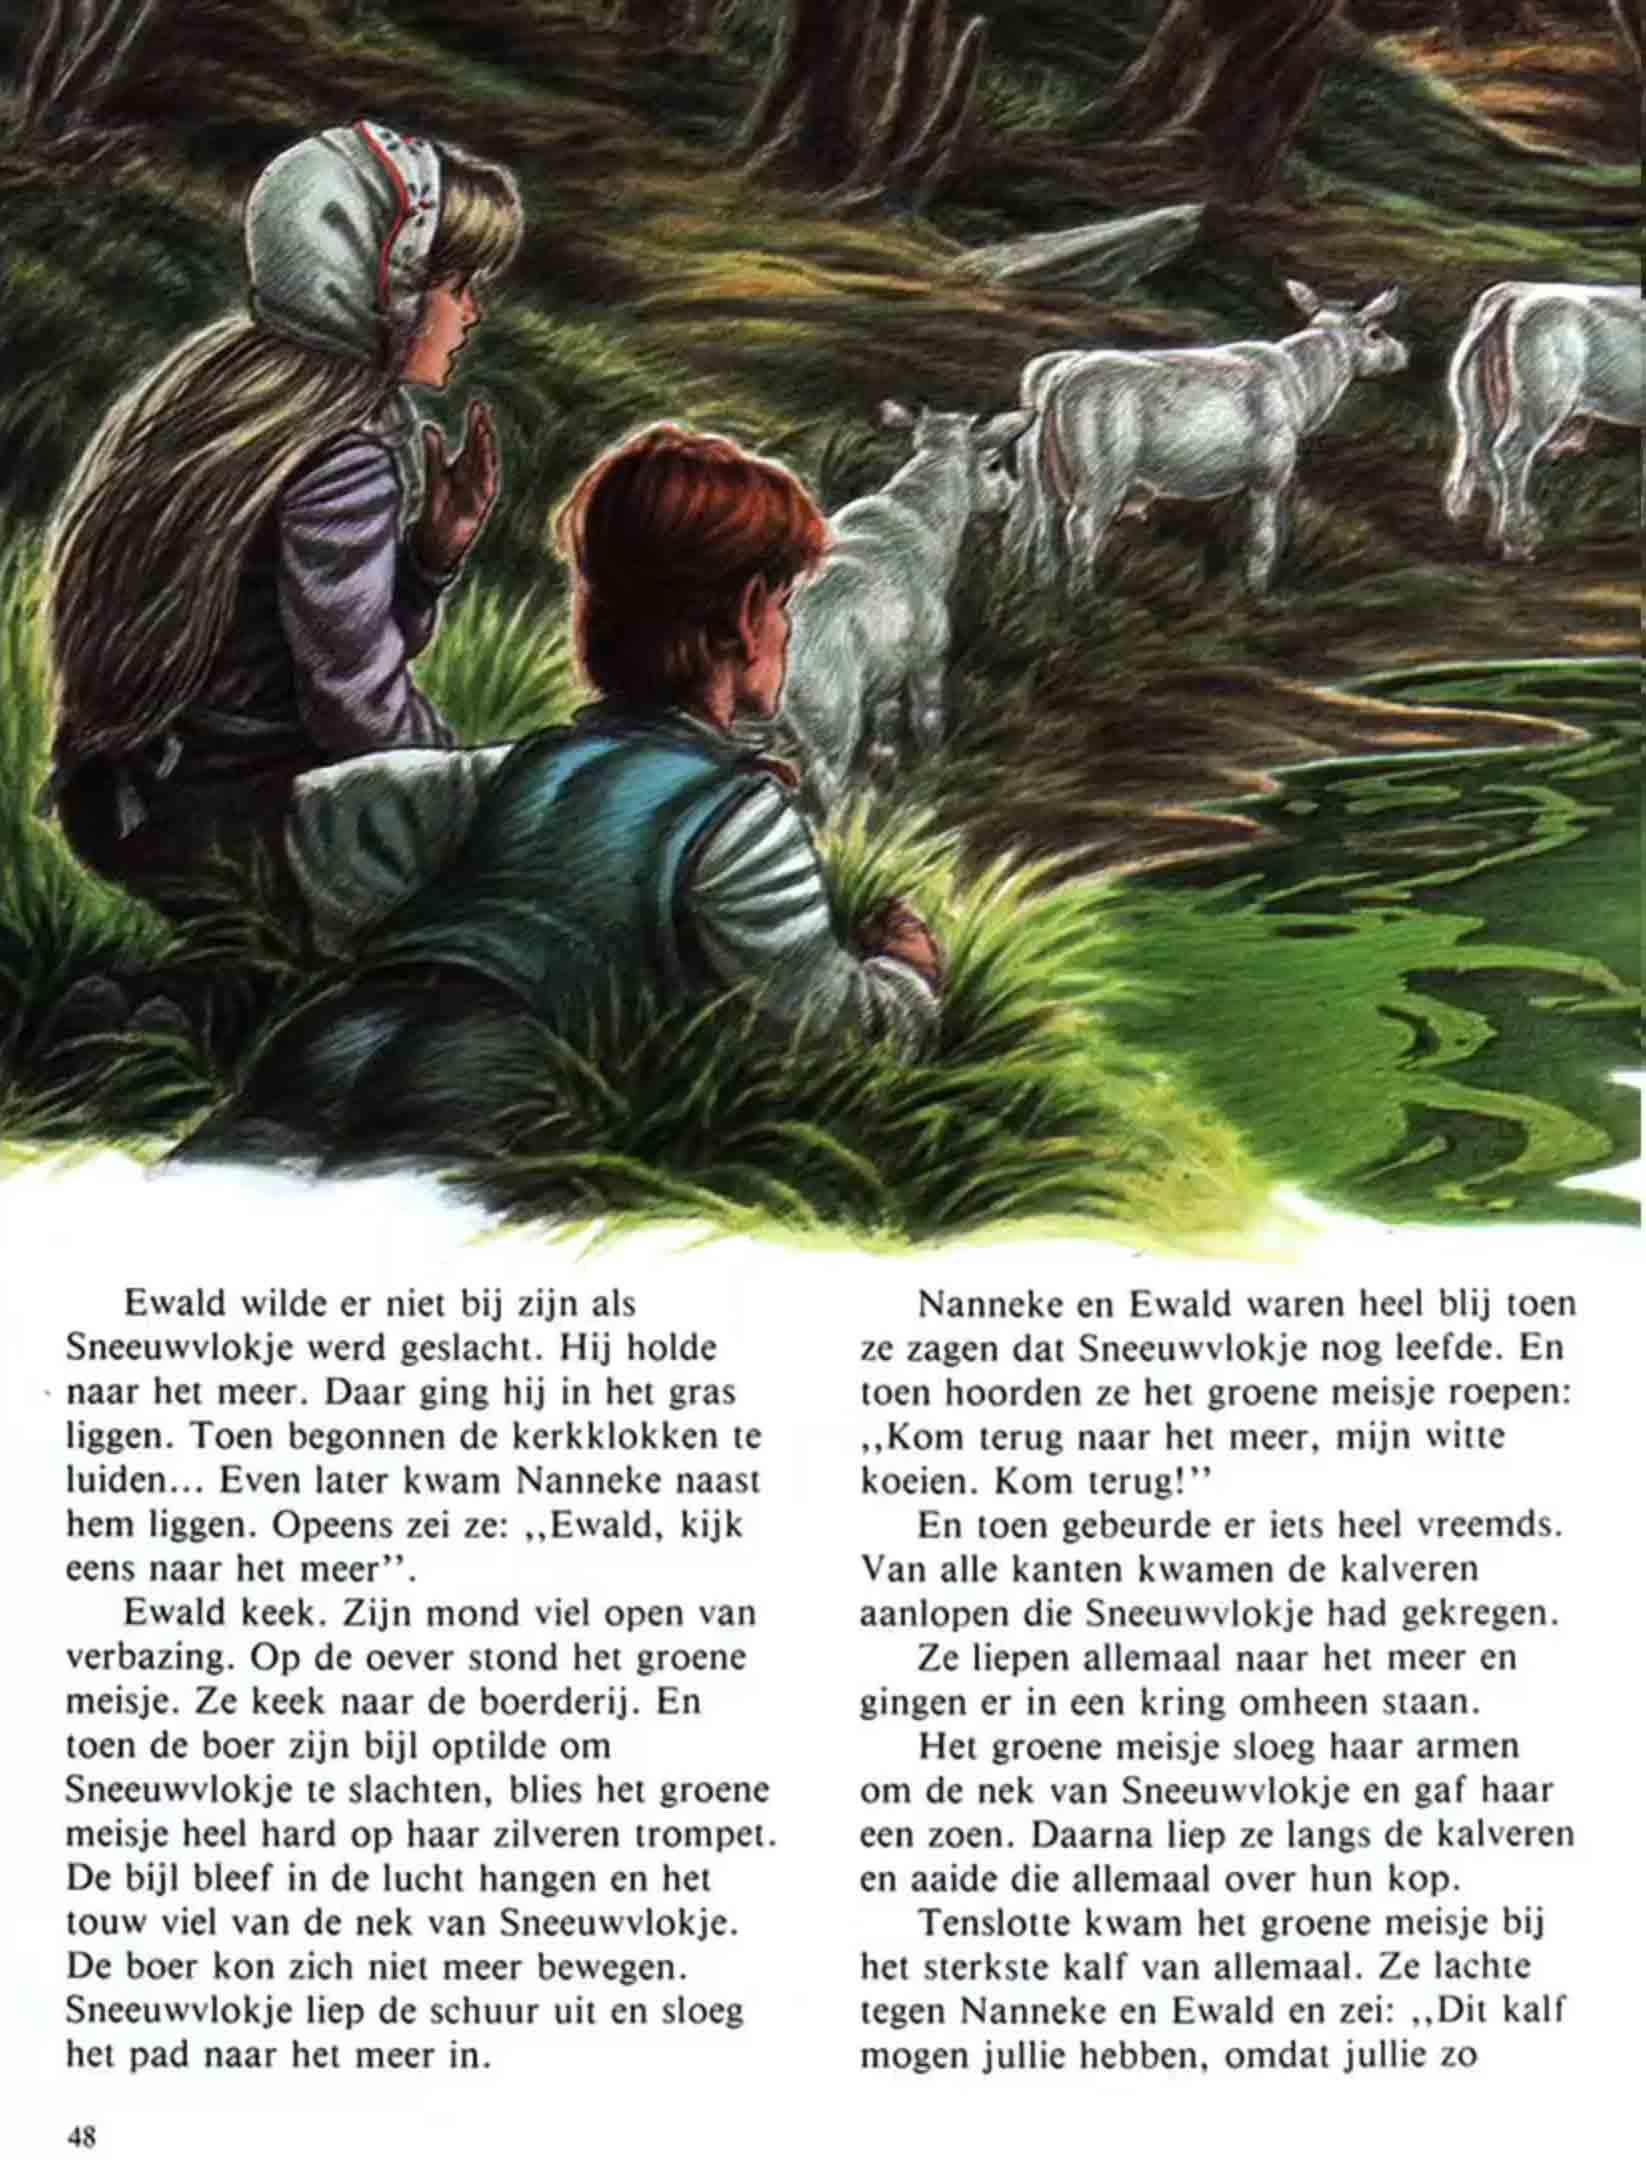 Ewald wilde er niet bij zijn als
Sneeuwvlokje werd geslacht. Hij holde
naar het meer. Daar ging hij in het gras
liggen. Toen begonnen de kerkklokken te
luiden... Even later kwam Nanneke naast
hem liggen. Opeens zei ze: ,,Ewald, kijk
eens naar het meer”.
Ewald keek. Zijn mond viel open van
verbazing. Op de oever stond het groene
meisje. Ze keek naar de boerderij. En
toen de boer zijn bijl optilde om
Sneeuwvlokje te slachten, blies het groene
meisje heel hard op haar zilveren trompet.
De bijl bleef in de lucht hangen en het
touw viel van de nek van Sneeuwvlokje.
De boer kon zich niet meer bewegen.
Sneeuwvlokje liep de schuur uit en sloeg
het pad naar het meer in.
Nanneke en Ewald waren heel blij toen
ze zagen dat Sneeuwvlokje nog leefde. En
toen hoorden ze het groene meisje roepen:
,,Kom terug naar het meer, mijn witte
koeien. Kom terug!”
En toen gebeurde er iets heel vreemds.
Van alle kanten kwamen de kalveren
aanlopen die Sneeuwvlokje had gekregen.
Ze liepen allemaal naar het meer en
gingen er in een kring omheen staan.
Het groene meisje sloeg haar armen
om de nek van Sneeuwvlokje en gaf haar
een zoen. Daarna liep ze langs de kalveren
en aaide die allemaal over hun kop.
Tenslotte kwam het groene meisje bij
het sterkste kalf van allemaal. Ze lachte
tegen Nanneke en Ewald en zei: ,,Dit kalf
mogen jullie hebben, omdat jullie zo
48